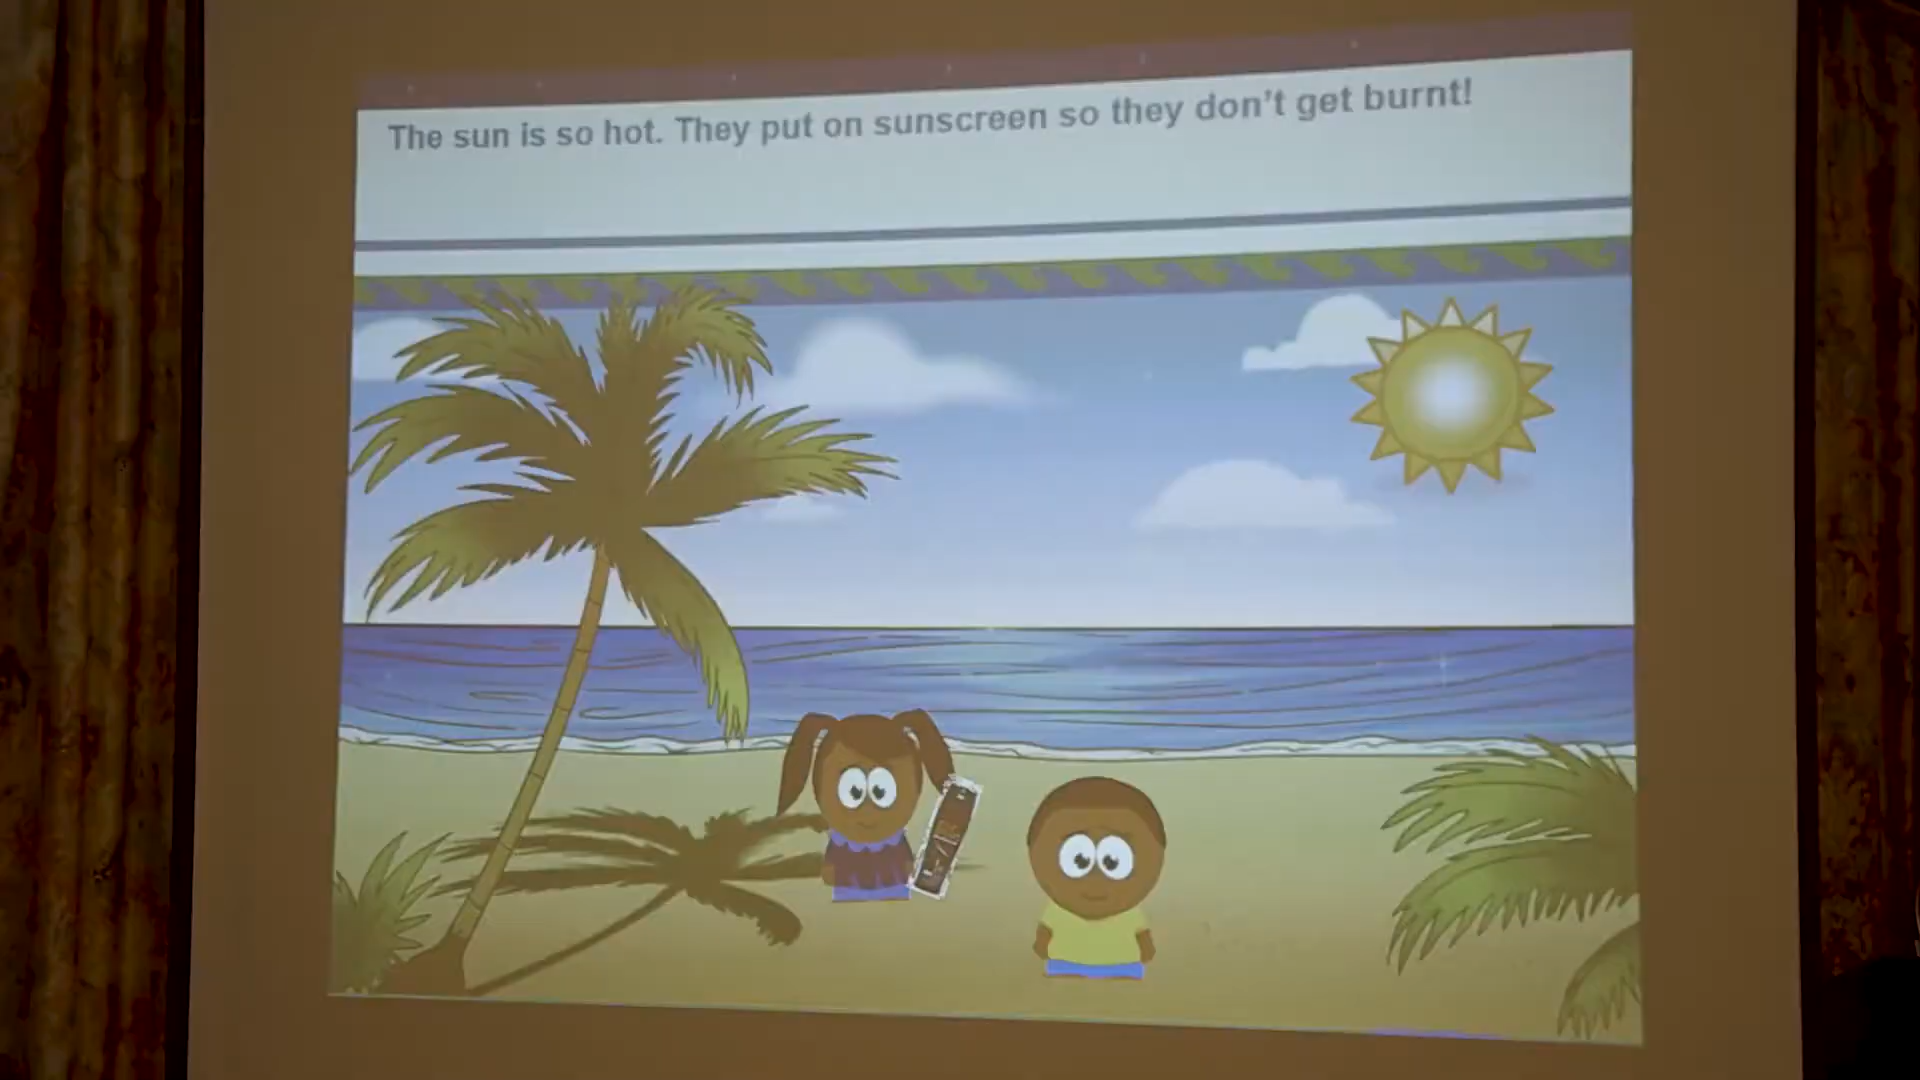 The sun is so hot. They put on sunscreen so they don't get burnt!